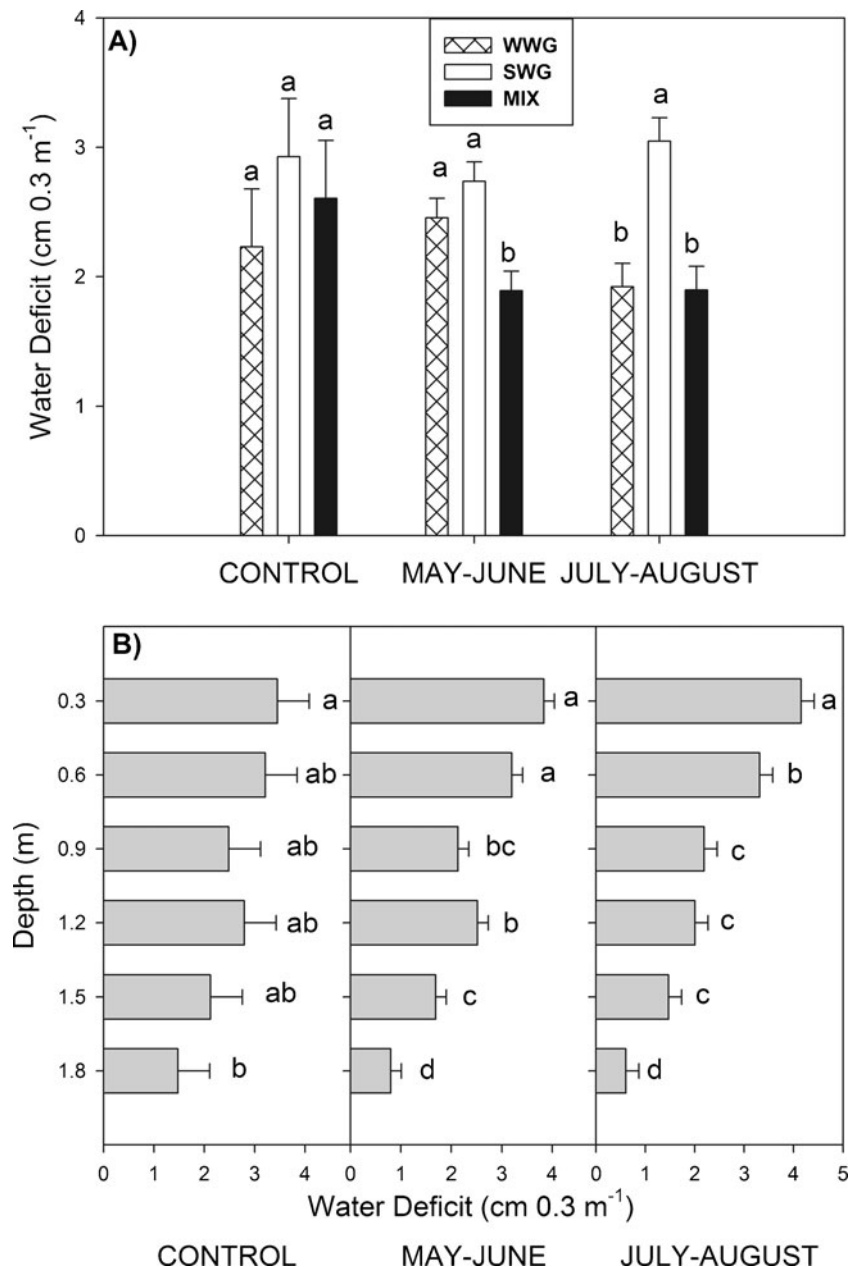 A)
WWG
SWG
MIX
4
3
2
1
0
Water Deficit (cm 0.3 m⁻¹)
a a a
a a b
b a b
CONTROL MAY-JUNE JULY-AUGUST
B)
Depth (m)
0.3 a a a
0.6 ab a b
0.9 ab bc c
1.2 ab b c
1.5 ab c c
1.8 b d d
0 1 2 3 4 0 1 2 3 4 0 1 2 3 4 5
Water Deficit (cm 0.3 m⁻¹)
CONTROL MAY-JUNE JULY-AUGUST